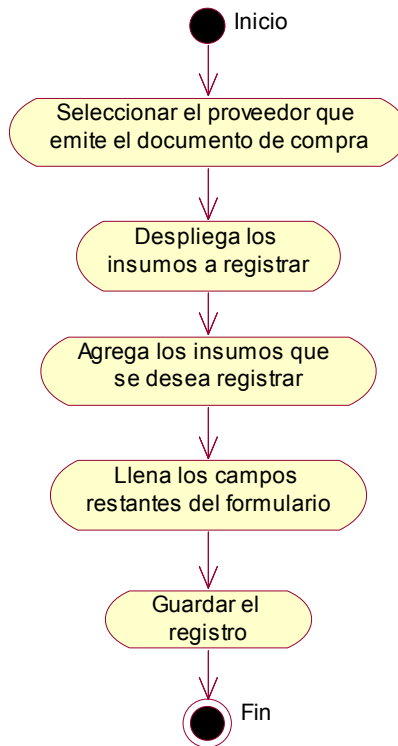 Inicio
Seleccionar el proveedor que
emite el documento de compra
Despliega los
insumos a registrar
Agrega los insumos que
se desea registrar
Llena los campos
restantes del formulario
Guardar el
registro
Fin